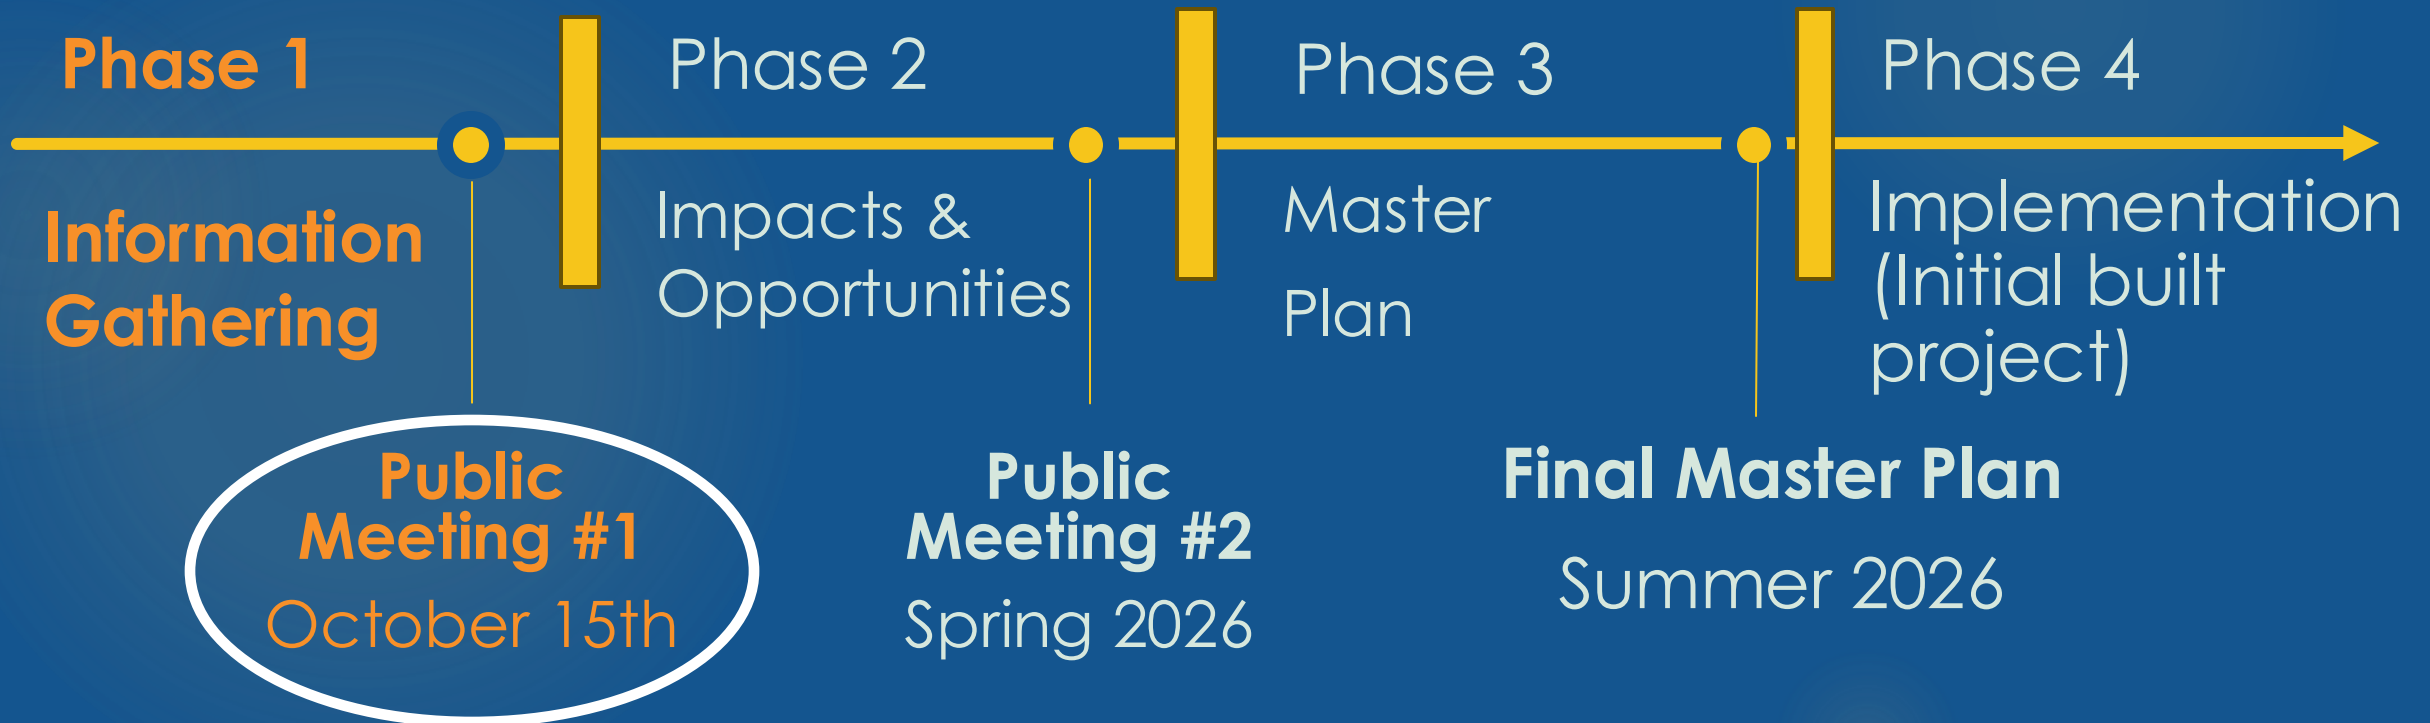 Phase 1
Information
Gathering
Public
Meeting #1
October 15th
Phase 2
Impacts &
Opportunities
Public
Meeting #2
Spring 2026
Phase 3
Master
Plan
Final Master Plan
Summer 2026
Phase 4
Implementation
(Initial built
project)